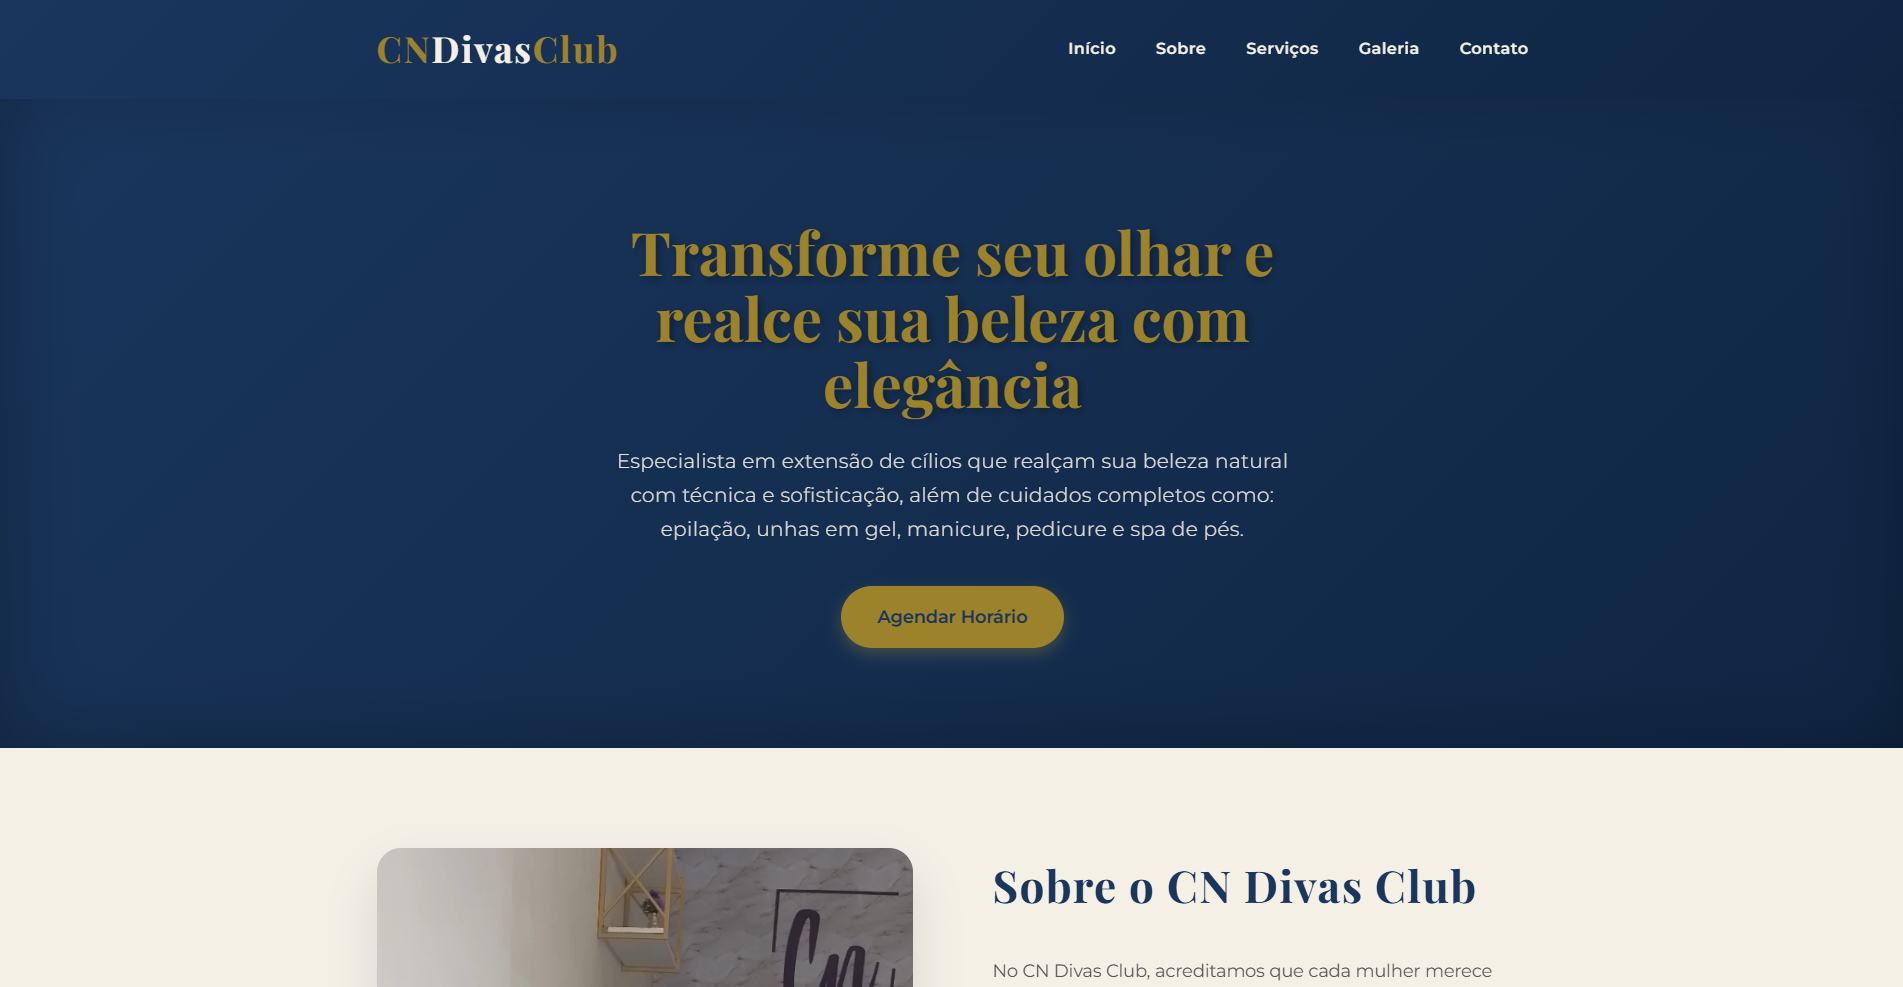 CNDivasClub
Início Sobre Serviços Galeria Contato
Transforme seu olhar e
realce sua beleza com
elegância
Especialista em extensão de cílios que realçam sua beleza natural
com técnica e sofisticação, além de cuidados completos como:
epilação, unhas em gel, manicure, pedicure e spa de pés.
Agendar Horário
Cn
Sobre o CN Divas Club
No CN Divas Club, acreditamos que cada mulher merece